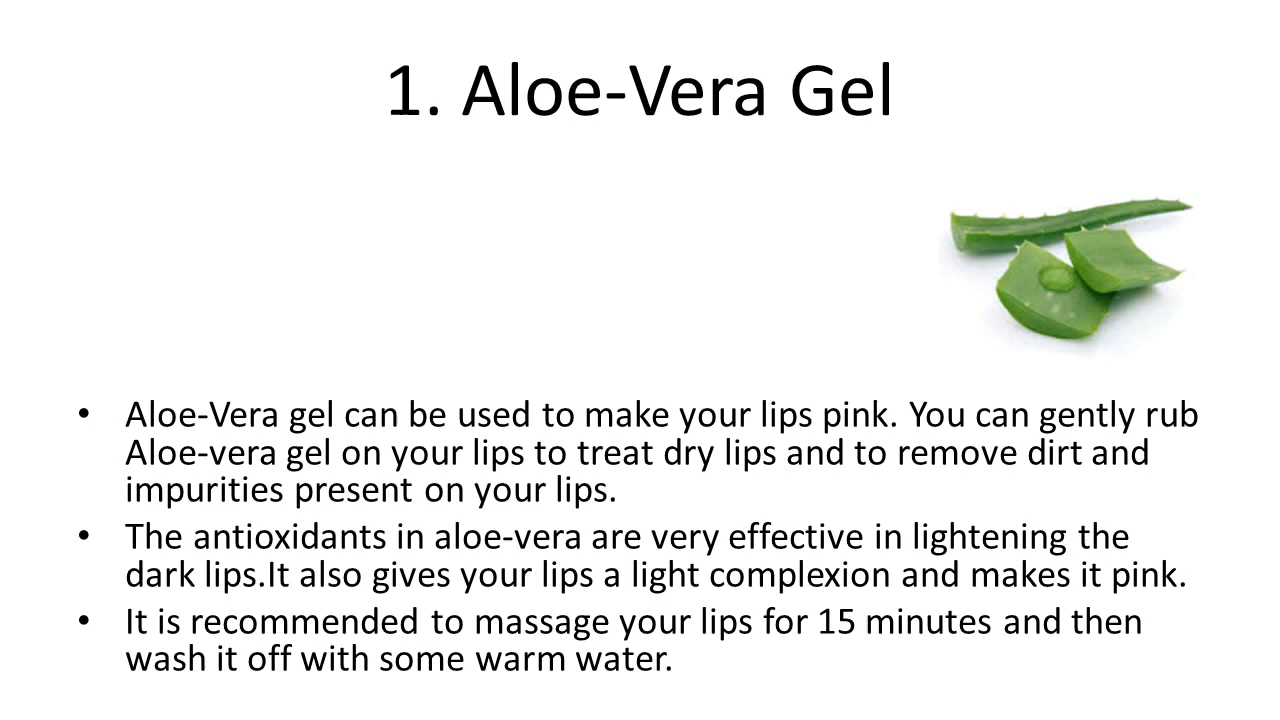 1. Aloe-Vera Gel
• Aloe-Vera gel can be used to make your lips pink. You can gently rub
Aloe-vera gel on your lips to treat dry lips and to remove dirt and
impurities present on your lips.
• The antioxidants in aloe-vera are very effective in lightening the
dark lips.It also gives your lips a light complexion and makes it pink.
• It is recommended to massage your lips for 15 minutes and then
wash it off with some warm water.